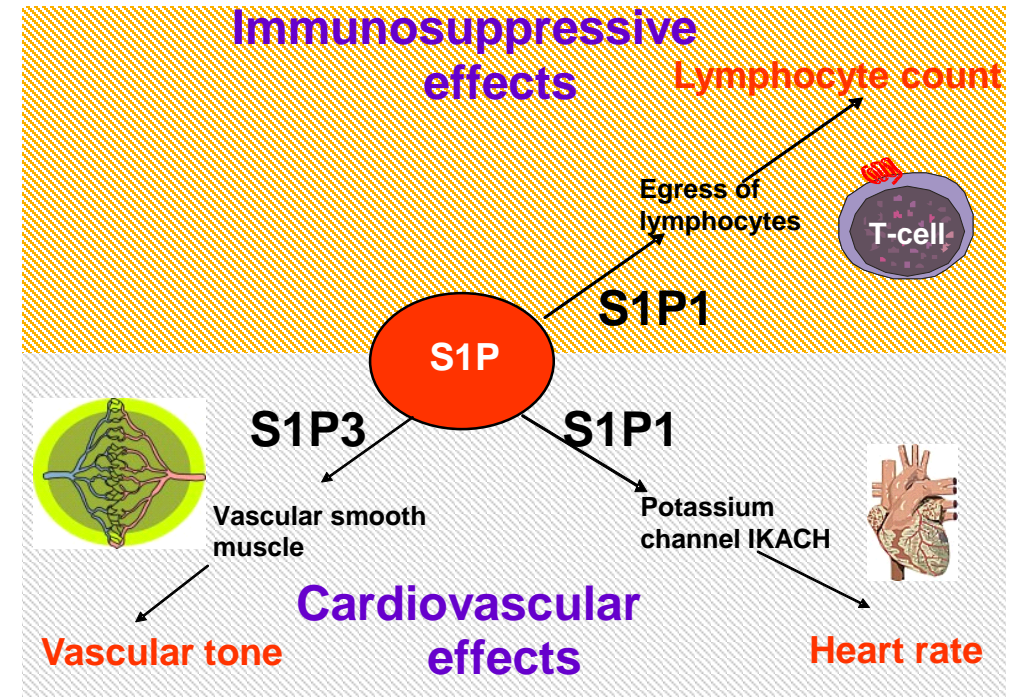 Immunosuppressive
effects
Lymphocyte count
Egress of
lymphocytes
T-cell
S1P1
S1P
S1P3
S1P1
Vascular smooth
muscle
Potassium
channel IKACH
Cardiovascular
effects
Vascular tone
Heart rate